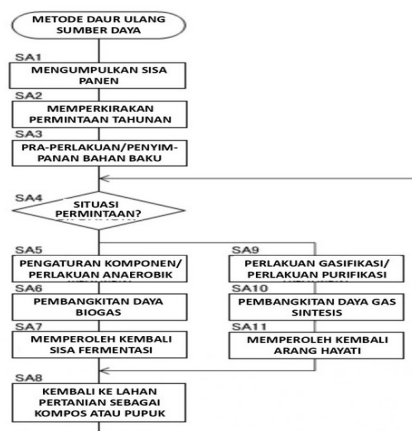 METODE DAUR ULANG
SUMBER DAYA
SA1
MENGUMPULKAN SISA
PANEN
SA2
MEMPERKIRAKAN
PERMINTAAN TAHUNAN
SA3
PRA-PERLAKUAN/PENYIM-
PANAN BAHAN BAKU
SA4
SITUASI
PERMINTAAN?
SA5
PENGATURAN KOMPONEN/
PERLAKUAN ANAEROBIK
SA6
PEMBANGKITAN DAYA
BIOGAS
SA7
MEMPEROLEH KEMBALI
SISA FERMENTASI
SA9
PERLAKUAN GASIFIKASI/
PERLAKUAN PURIFIKASI
SA10
PEMBANGKITAN DAYA GAS
SINTESIS
SA11
MEMPEROLEH KEMBALI
ARANG HAYATI
SA8
KEMBALI KE LAHAN
PERTANIAN SEBAGAI
KOMPOS ATAU PUPUK